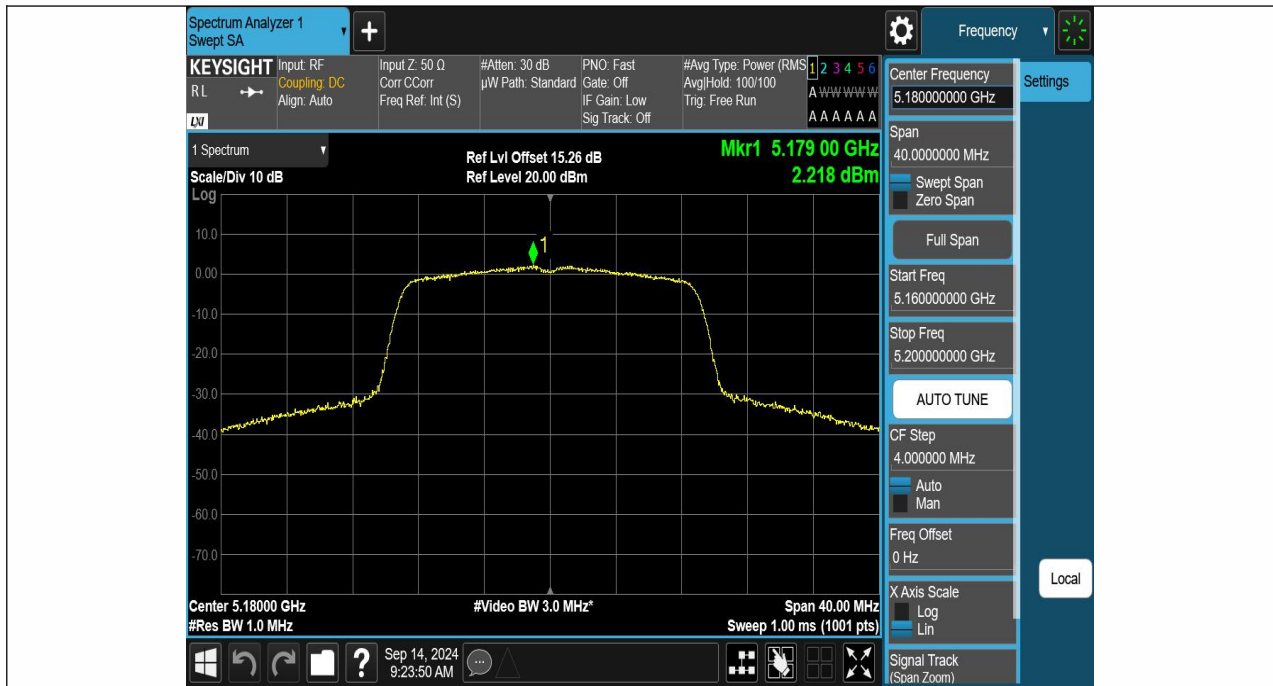 Spectrum Analyzer 1
Swept SA
Frequency
KEYSIGHT
RL
LXI
Input: RF
Coupling: DC
Align: Auto
Input Z: 50 Ω
Corr CCorr
Freq Ref: Int (S)
#Atten: 30 dB
µW Path: Standard
PNO: Fast
Gate: Off
IF Gain: Low
Sig Track: Off
#Avg Type: Power (RMS
Avg|Hold: 100/100
Trig: Free Run
1 2 3 4 5 6
A W W W W W
A A A A A A
1 Spectrum
Scale/Div 10 dB
Ref Lvl Offset 15.26 dB
Ref Level 20.00 dBm
Mkr1 5.179 00 GHz
2.218 dBm
Log
10.0
0.00
-10.0
-20.0
-30.0
-40.0
-50.0
-60.0
-70.0
1
Center 5.18000 GHz
#Res BW 1.0 MHz
#Video BW 3.0 MHz*
Span 40.00 MHz
Sweep 1.00 ms (1001 pts)
Sep 14, 2024
9:23:50 AM
Center Frequency
5.180000000 GHz
Span
40.0000000 MHz
Swept Span
Zero Span
Full Span
Start Freq
5.160000000 GHz
Stop Freq
5.200000000 GHz
AUTO TUNE
CF Step
4.000000 MHz
Auto
Man
Freq Offset
0 Hz
X Axis Scale
Log
Lin
Signal Track
(Span Zoom)
Settings
Local